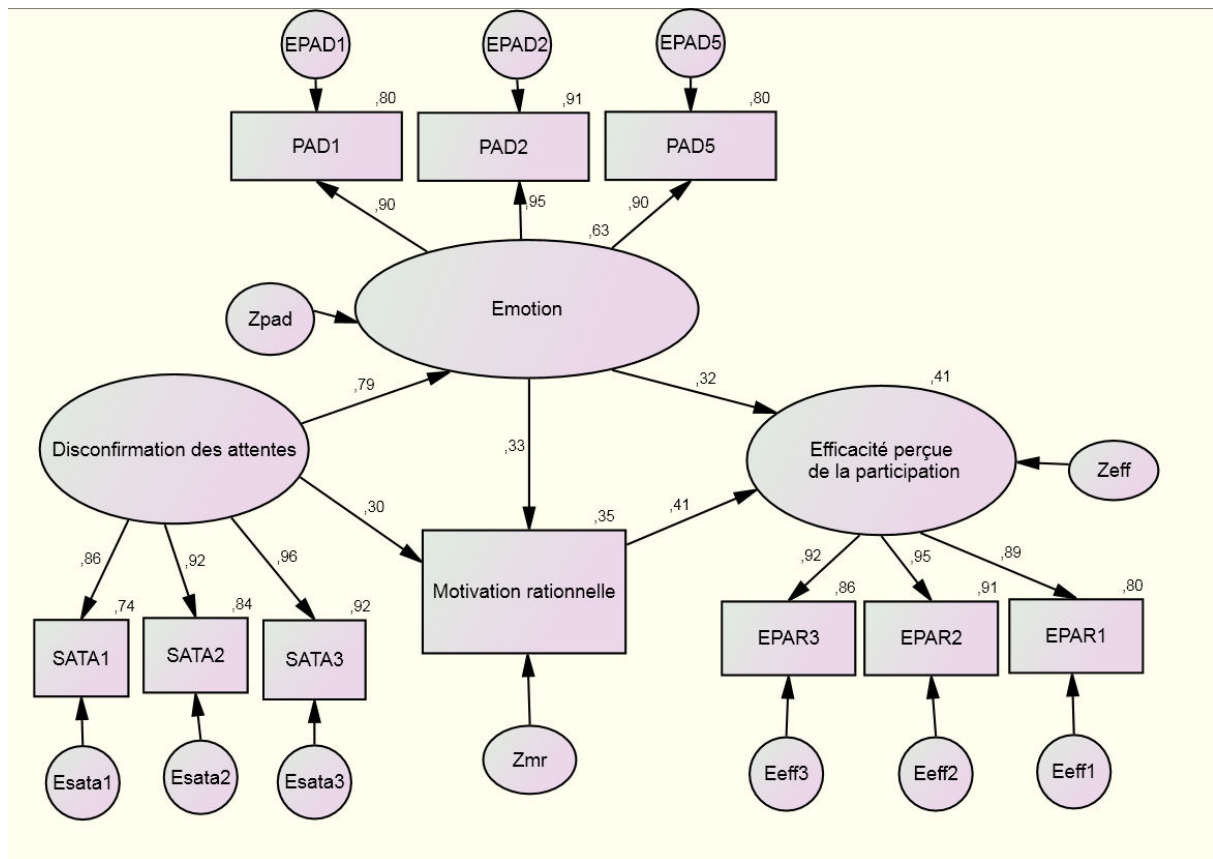 EPAD1
EPAD2
EPAD5
,80
,91
,80
PAD1
PAD2
PAD5
,90
,95
,90
,63
Zpad
Emotion
,79
,32
,41
Disconfirmation des attentes
,33
Efficacité perçue
de la participation
Zeff
,30
,35
,41
,86
,92
,96
Motivation rationnelle
,92
,95
,89
,74
,84
,92
,86
,91
,80
SATA1
SATA2
SATA3
EPAR3
EPAR2
EPAR1
Esata1
Esata2
Esata3
Zmr
Eeff3
Eeff2
Eeff1